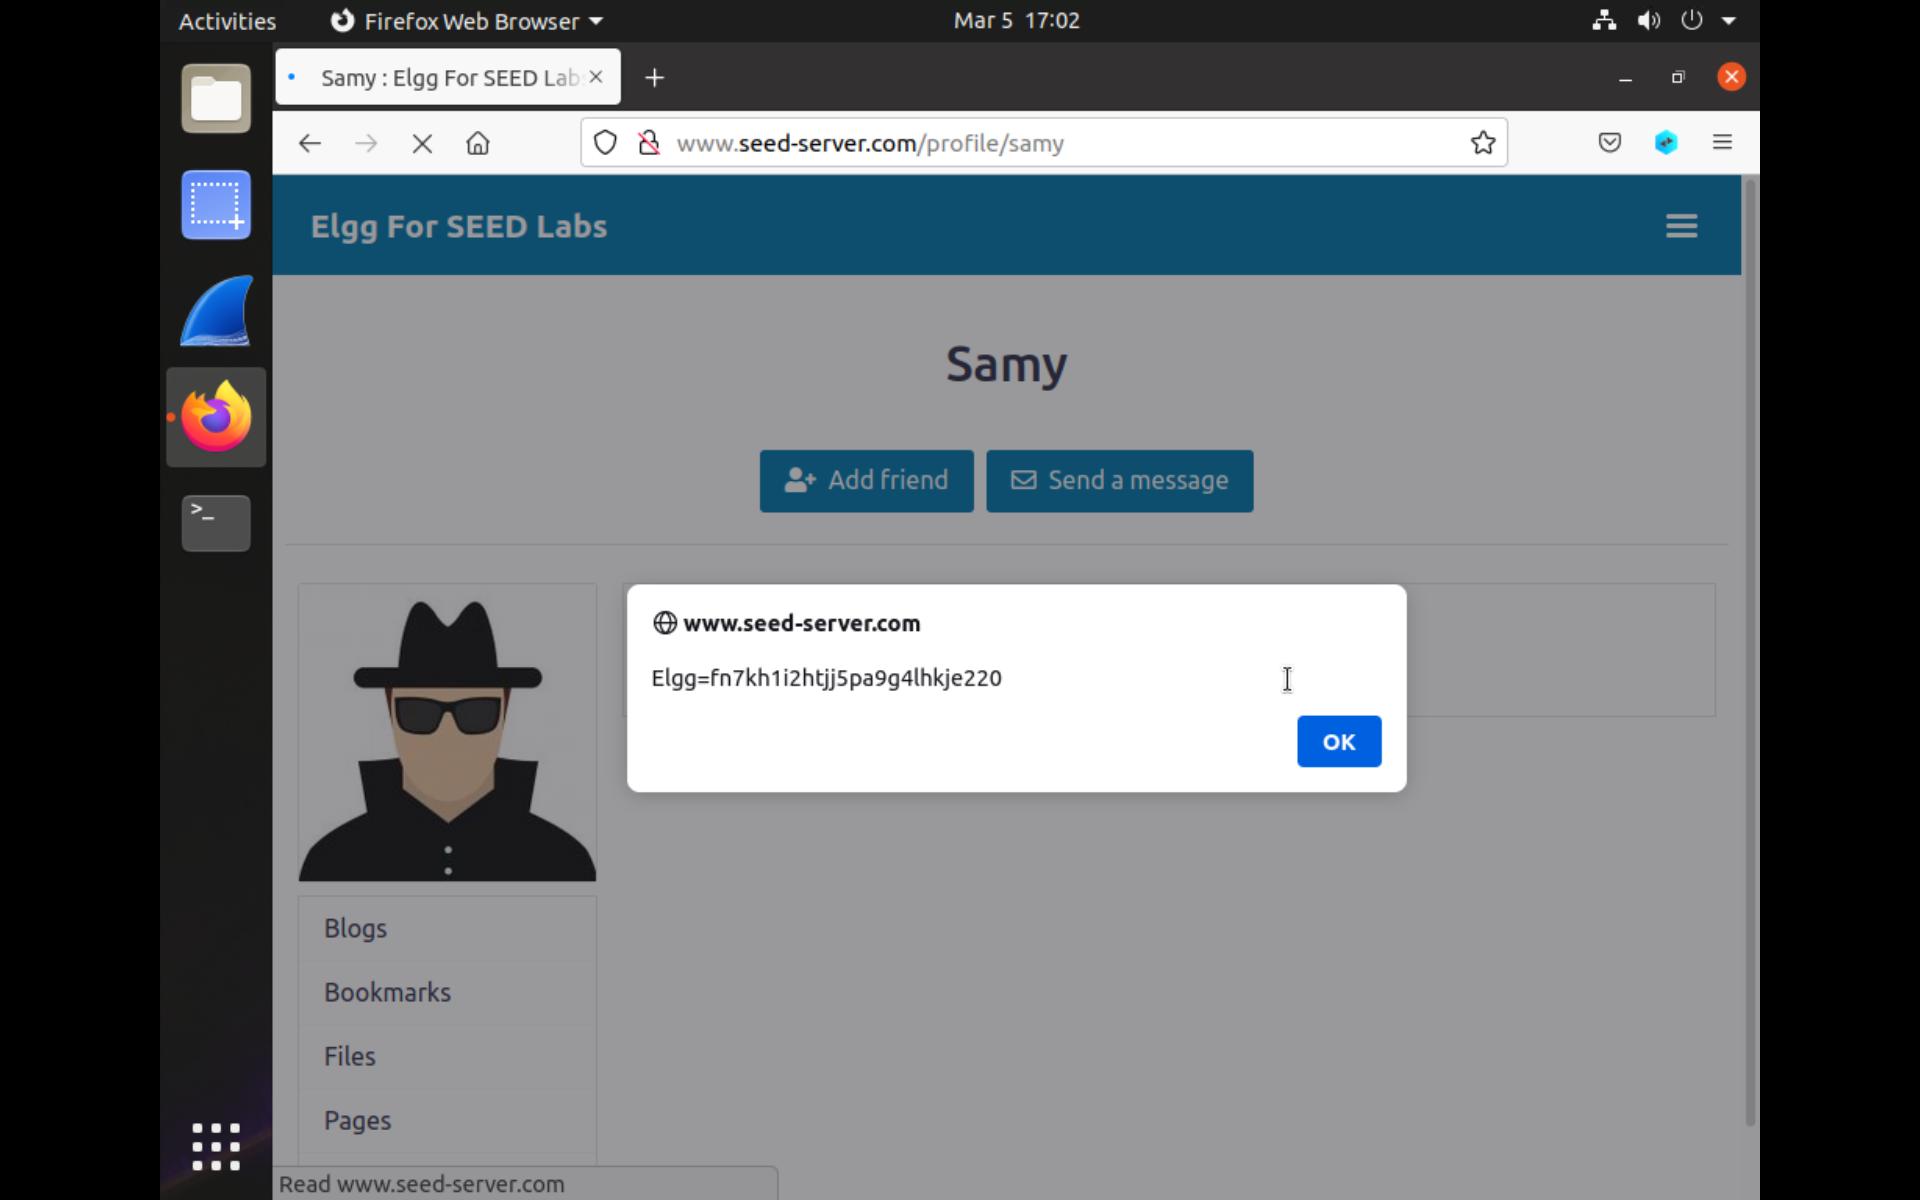 Activities Firefox Web Browser Mar 5 17:02
Samy : Elgg For SEED Lab
www.seed-server.com/profile/samy
Elgg For SEED Labs
Samy
Add friend Send a message
www.seed-server.com
Elgg=fn7kh1i2htjj5pa9g4lhkje220
OK
>_
Blogs
Bookmarks
Files
Pages
Read www.seed-server.com